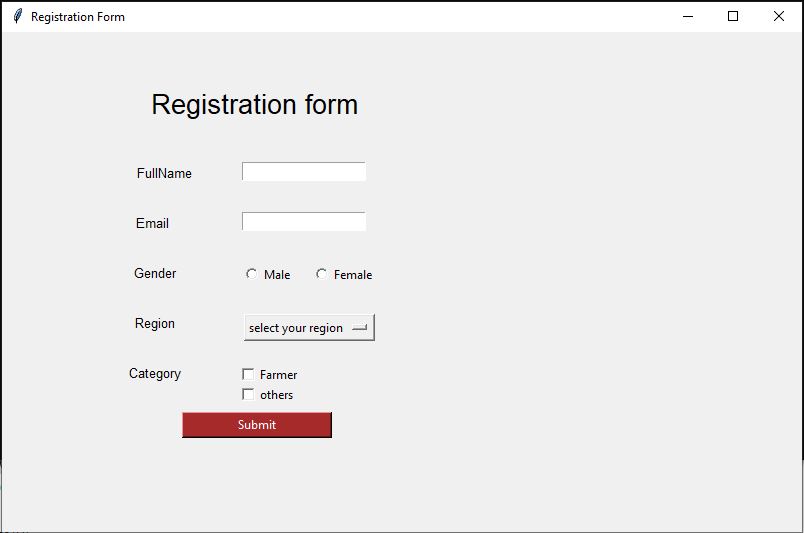 Registration Form
Registration form
FullName
Email
Gender Male Female
Region select your region
Category Farmer
others
Submit